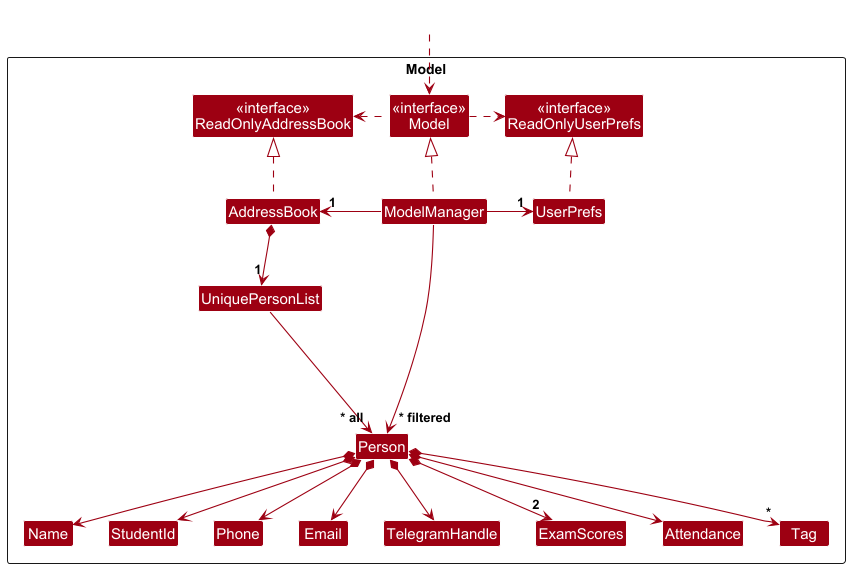 Model
«interface»
ReadOnlyAddressBook
«interface»
Model
«interface»
ReadOnlyUserPrefs
AddressBook
1
ModelManager
1
UserPrefs
1
UniquePersonList
* all
* filtered
Person
2
*
Name
StudentId
Phone
Email
TelegramHandle
ExamScores
Attendance
Tag